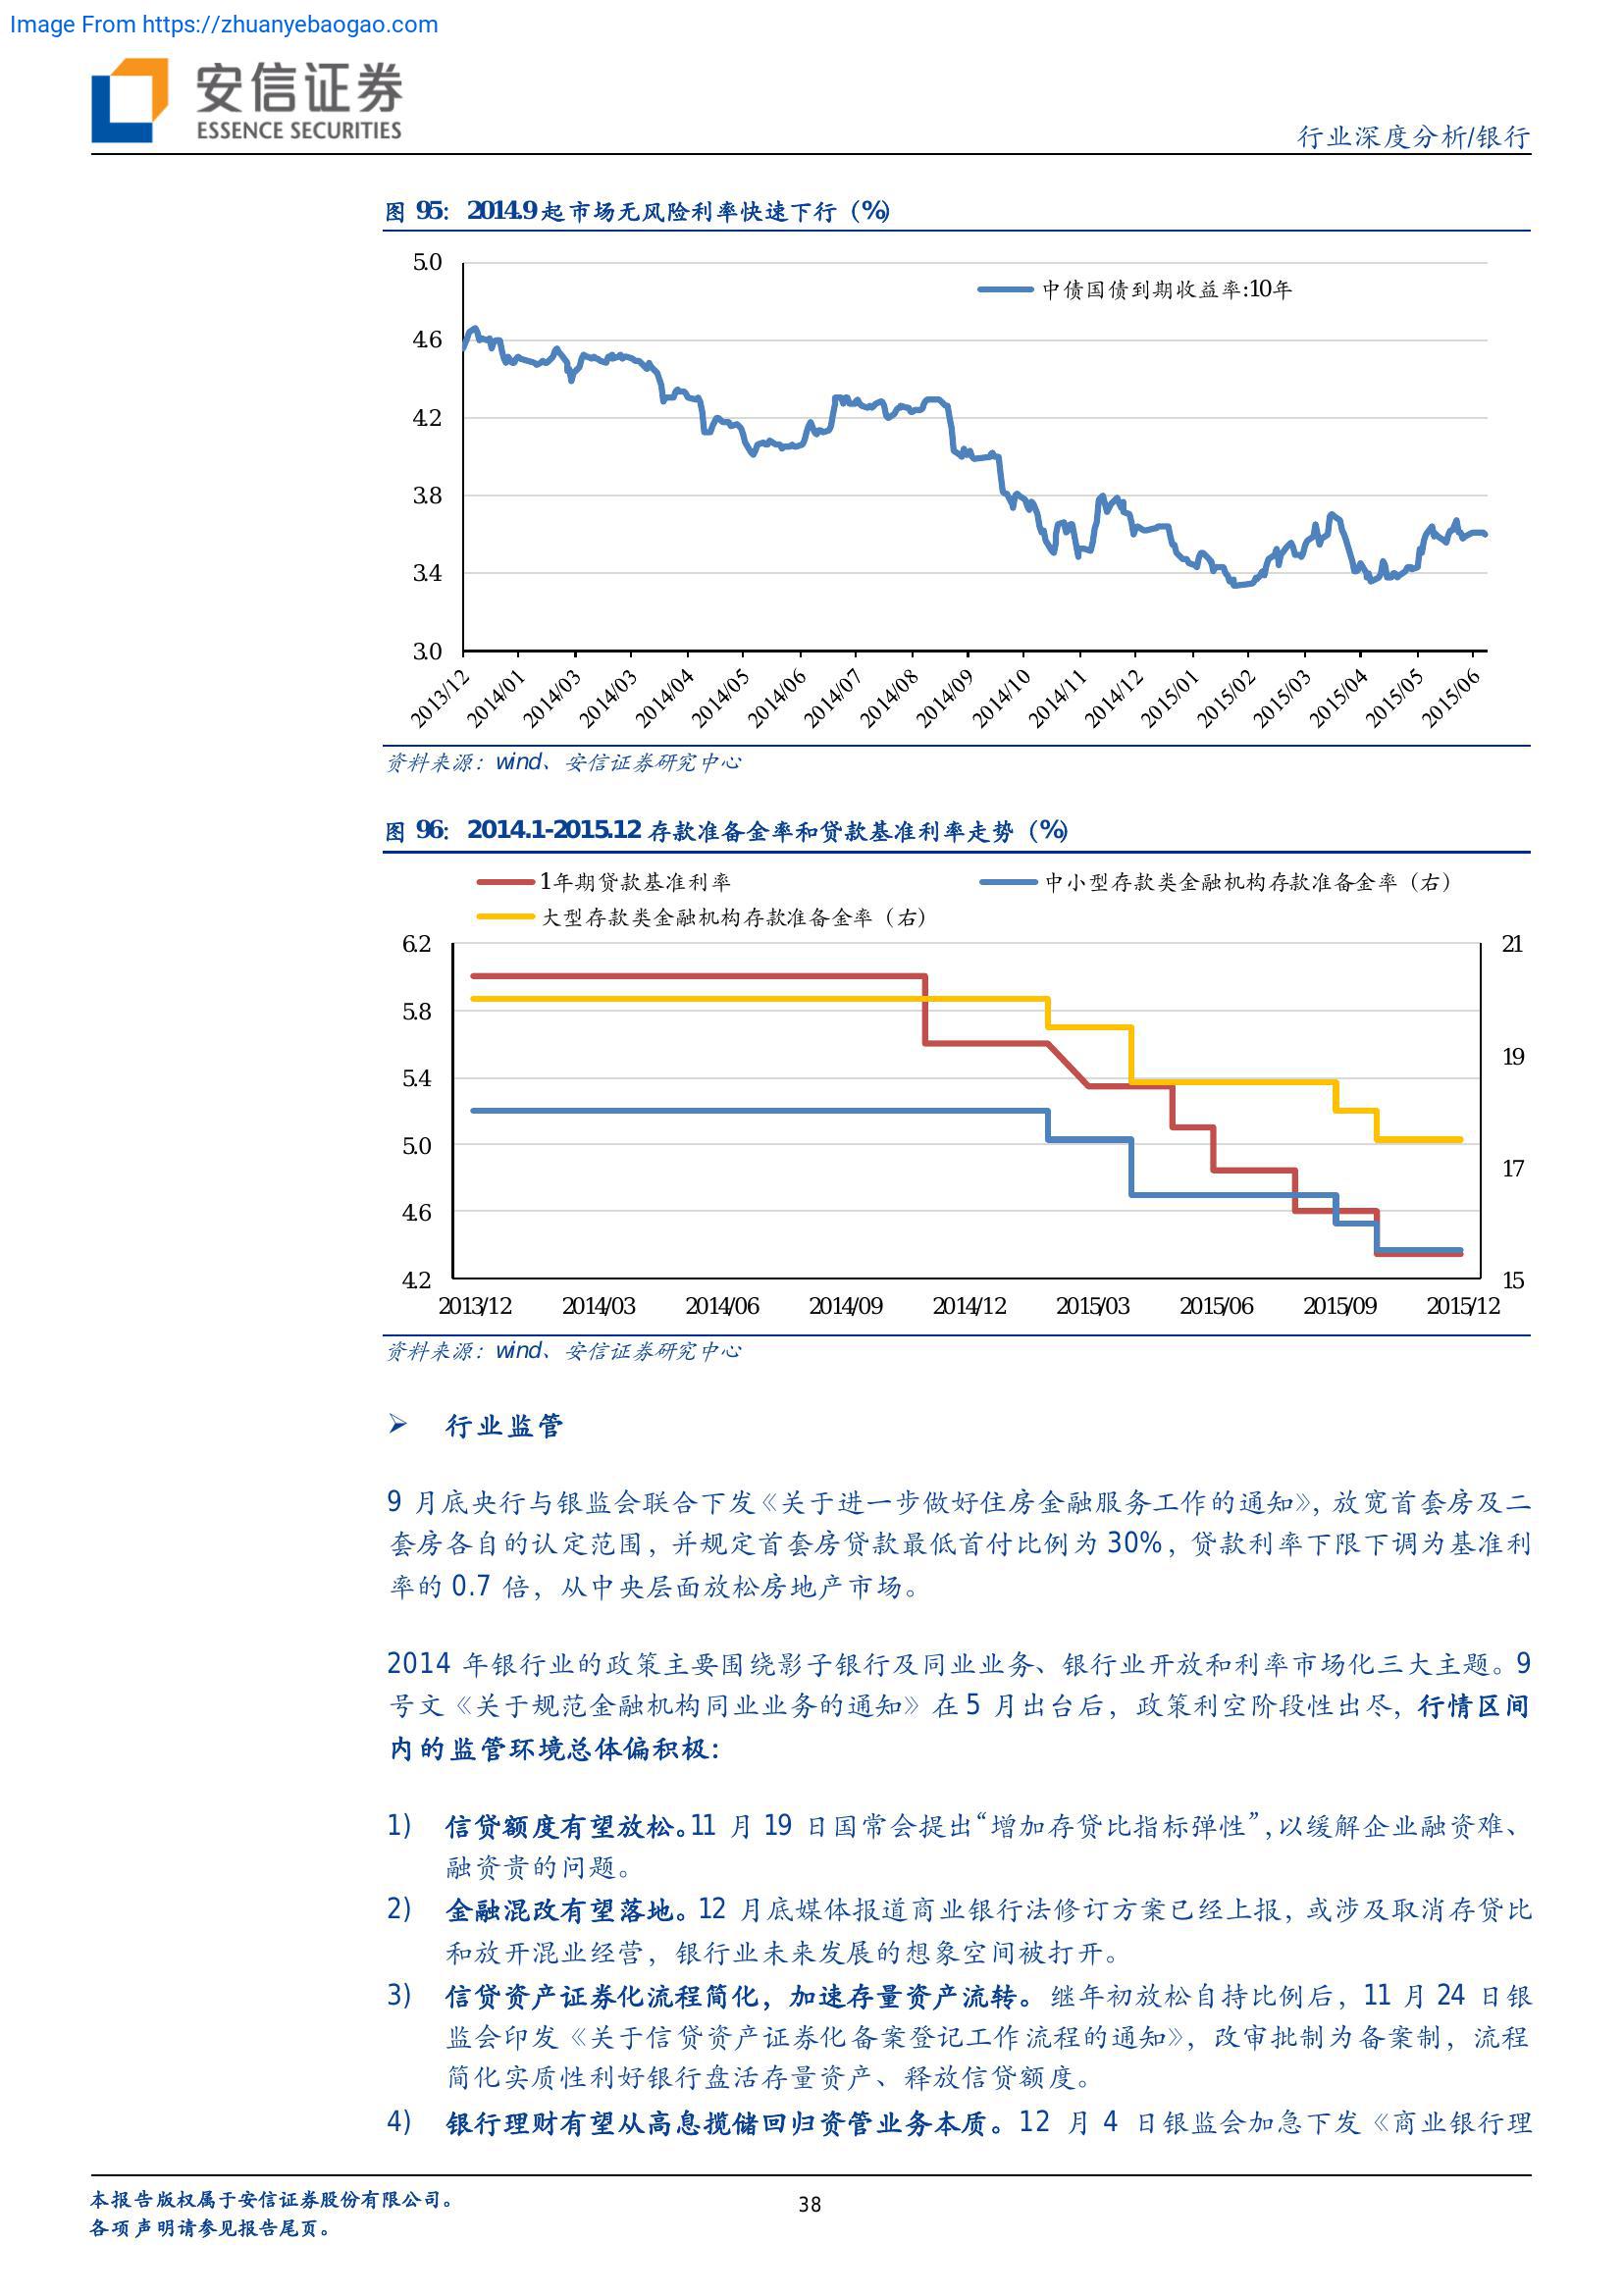 Image From https://zhuanyebaogao.com
安信证券
ESSENCE SECURITIES
行业深度分析/银行
图 95: 2014.9 起市场无风险利率快速下行（%）
中债国债到期收益率:10年
5.0
4.6
4.2
3.8
3.4
3.0
2013/12 2014/01 2014/03 2014/03 2014/04 2014/05 2014/06 2014/07 2014/08 2014/09 2014/10 2014/11 2014/12 2015/01 2015/02 2015/03 2015/04 2015/05 2015/06
资料来源：wind、安信证券研究中心
图 96: 2014.1-2015.12 存款准备金率和贷款基准利率走势（%）
1年期贷款基准利率 中小型存款类金融机构存款准备金率（右）
大型存款类金融机构存款准备金率（右）
6.2 21
5.8
19
5.4
5.0
17
4.6
4.2 15
2013/12 2014/03 2014/06 2014/09 2014/12 2015/03 2015/06 2015/09 2015/12
资料来源：wind、安信证券研究中心
➢ 行业监管
9 月底央行与银监会联合下发《关于进一步做好住房金融服务工作的通知》，放宽首套房及二
套房各自的认定范围，并规定首套房贷款最低首付比例为 30%，贷款利率下限下调为基准利
率的 0.7 倍，从中央层面放松房地产市场。
2014 年银行业的政策主要围绕影子银行及同业业务、银行业开放和利率市场化三大主题。9
号文《关于规范金融机构同业业务的通知》在 5 月出台后，政策利空阶段性出尽，行情区间
内的监管环境总体偏积极：
1) 信贷额度有望放松。11 月 19 日国常会提出“增加存贷比指标弹性”，以缓解企业融资难、
融资贵的问题。
2) 金融混改有望落地。12 月底媒体报道商业银行法修订方案已经上报，或涉及取消存贷比
和放开混业经营，银行业未来发展的想象空间被打开。
3) 信贷资产证券化流程简化，加速存量资产流转。继年初放松自持比例后，11 月 24 日银
监会印发《关于信贷资产证券化备案登记工作流程的通知》，改审批制为备案制，流程
简化实质性利好银行盘活存量资产、释放信贷额度。
4) 银行理财有望从高息揽储回归资管业务本质。12 月 4 日银监会加急下发《商业银行理
本报告版权属于安信证券股份有限公司。
38
各项声明请参见报告尾页。